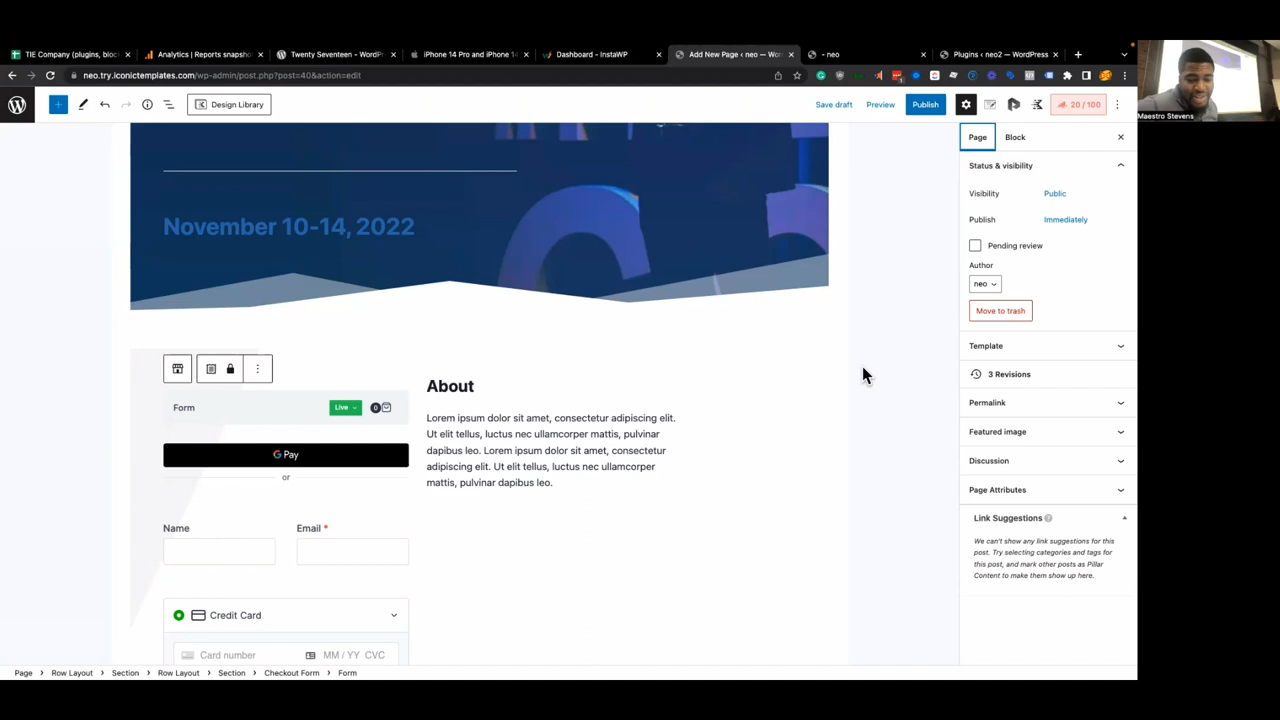 TIE Company (plugins, bloc
Analytics | Reports snapsho
Twenty Seventeen – WordPr
iPhone 14 Pro and iPhone 1
Dashboard - InstaWP
Add New Page ‹ neo — Wor
- neo
Plugins ‹ neo2 — WordPress
neo.try.iconictemplates.com/wp-admin/post.php?post=40&action=edit
Design Library
Save draft
Preview
Publish
20 / 100
Maestro Stevens
Page
Block
Status & visibility
Visibility
Public
Publish
Immediately
Pending review
Author
neo
Move to trash
Template
3 Revisions
Permalink
Featured image
Discussion
Page Attributes
Link Suggestions
We can't show any link suggestions for this
post. Try selecting categories and tags for
this post, and mark other posts as Pillar
Content to make them show up here.
November 10-14, 2022
Form
Live
0
G Pay
or
Name
Email *
Credit Card
Card number
MM / YY CVC
About
Lorem ipsum dolor sit amet, consectetur adipiscing elit.
Ut elit tellus, luctus nec ullamcorper mattis, pulvinar
dapibus leo. Lorem ipsum dolor sit amet, consectetur
adipiscing elit. Ut elit tellus, luctus nec ullamcorper
mattis, pulvinar dapibus leo.
Page
Row Layout
Section
Row Layout
Section
Checkout Form
Form